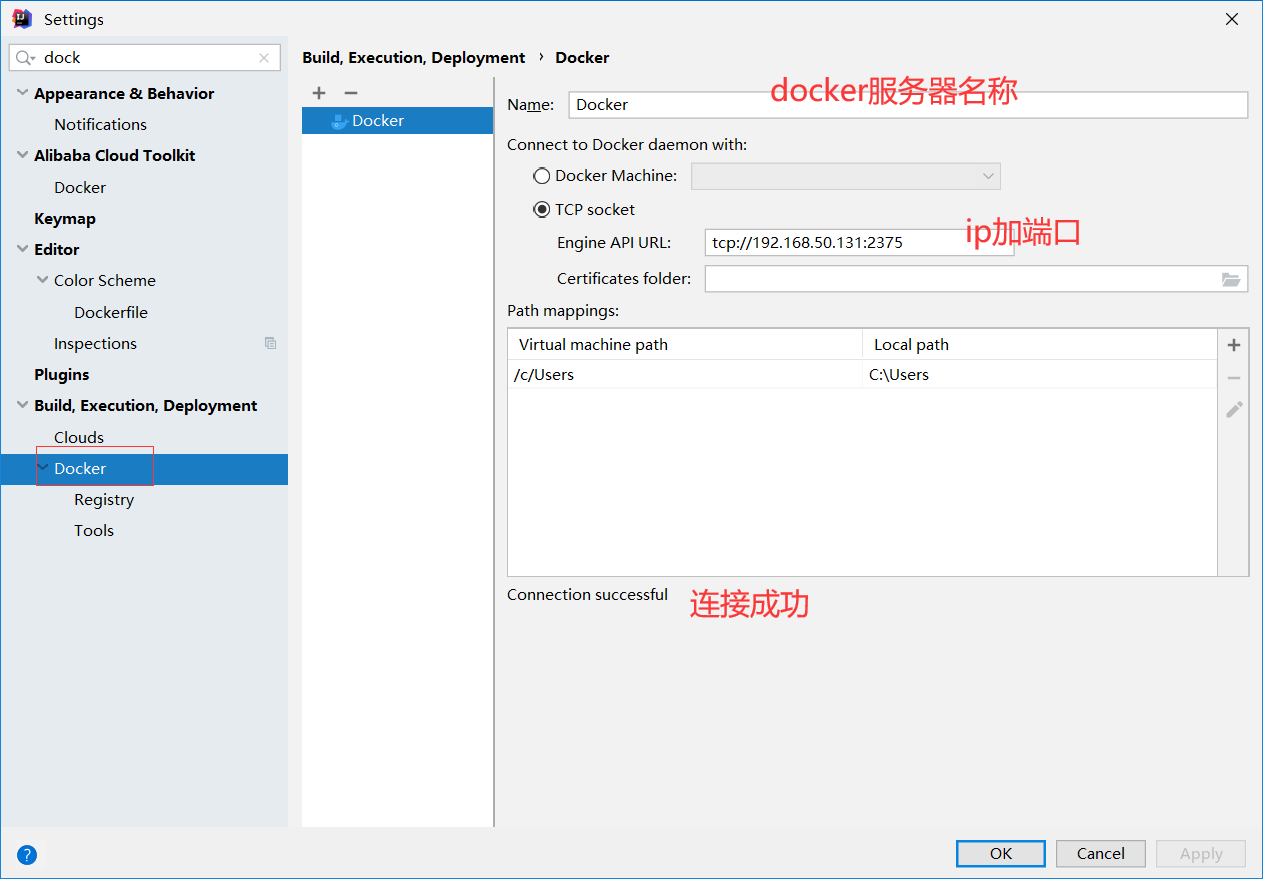 Settings
dock
Appearance & Behavior
Notifications
Alibaba Cloud Toolkit
Docker
Keymap
Editor
Color Scheme
Dockerfile
Inspections
Plugins
Build, Execution, Deployment
Clouds
Docker
Registry
Tools
Build, Execution, Deployment › Docker
Docker
Name: Docker
docker服务器名称
Connect to Docker daemon with:
Docker Machine:
TCP socket
Engine API URL: tcp://192.168.50.131:2375
ip加端口
Certificates folder:
Path mappings:
Virtual machine path Local path
/c/Users C:\Users
Connection successful
连接成功
? OK Cancel Apply